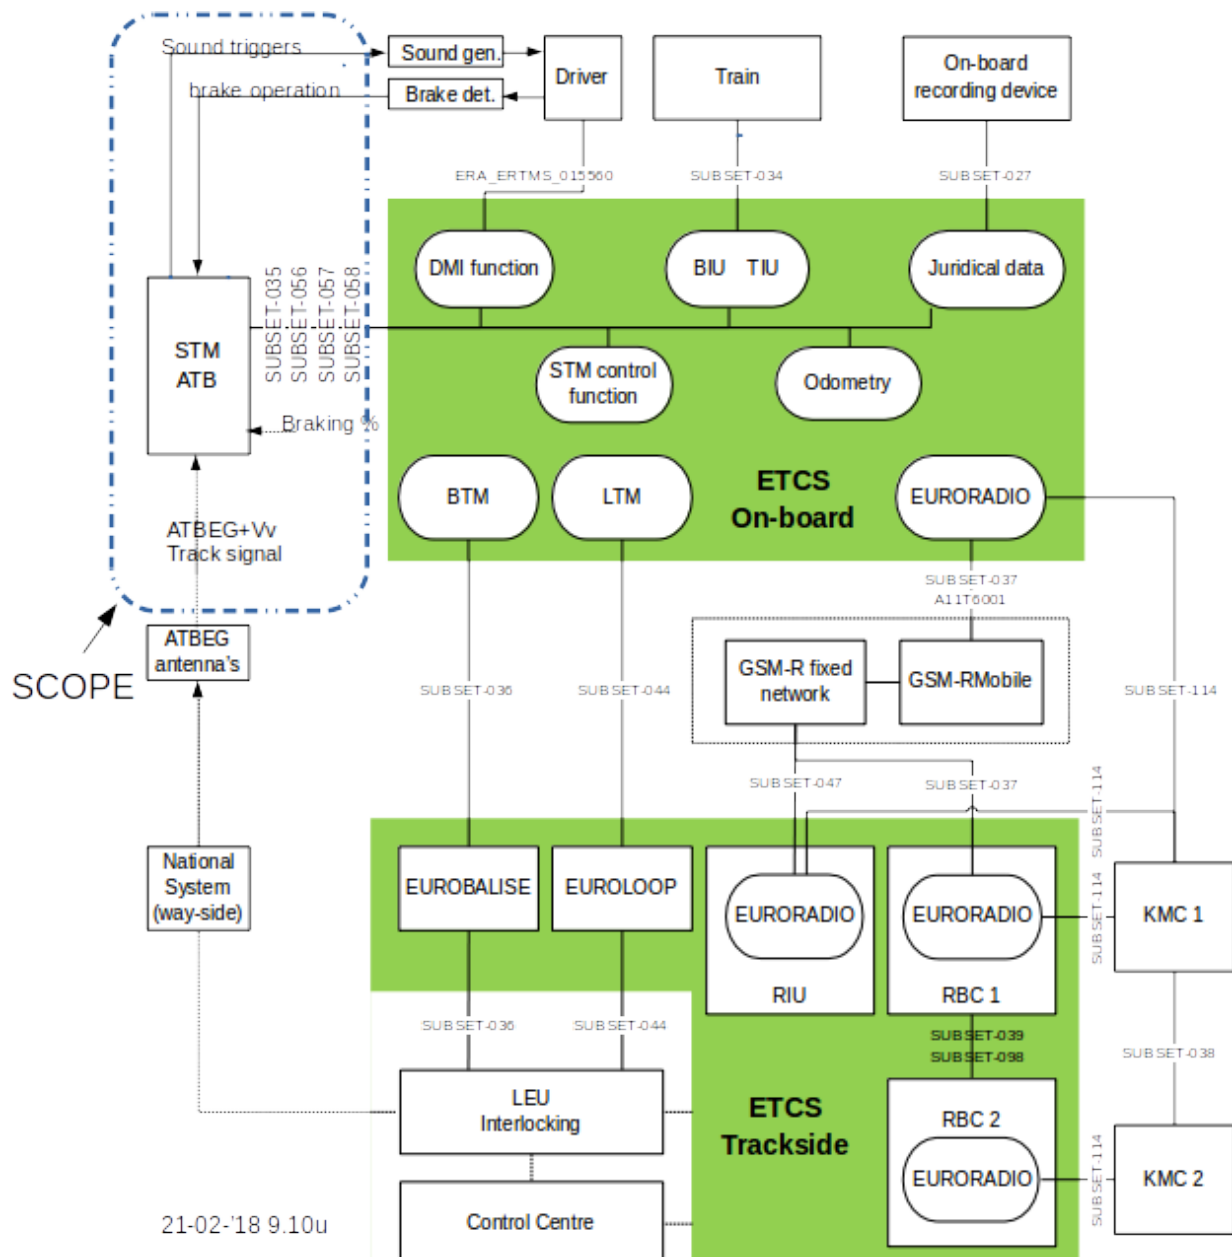 Sound triggers
Sound gen.
Driver
Train
On-board
recording device
brake operation
Brake det.
ERA_ERTMS_015560
SUBSET-034
SUBSET-027
DMI function
BIU TIU
Juridical data
SUBSET-035
SUBSET-056
SUBSET-057
SUBSET-058
STM
ATB
STM control
function
Odometry
Braking %
BTM
LTM
ETCS
On-board
EURORADIO
ATBEG+Vv
Track signal
SUBSET-037
A11T6001
ATBEG
antenna's
SCOPE
GSM-R fixed
network
GSM-RMobile
SUBSET-036
SUBSET-044
SUBSET-114
SUBSET-047
SUBSET-037
SUBSET-114
National
System
(way-side)
EUROBALISE
EUROLOOP
EURORADIO
RIU
EURORADIO
RBC 1
SUBSET-114
KMC 1
SUBSET-036
SUBSET-044
SUBSET-039
SUBSET-098
SUBSET-038
LEU
Interlocking
ETCS
Trackside
RBC 2
EURORADIO
SUBSET-114
KMC 2
Control Centre
21-02-'18 9.10u